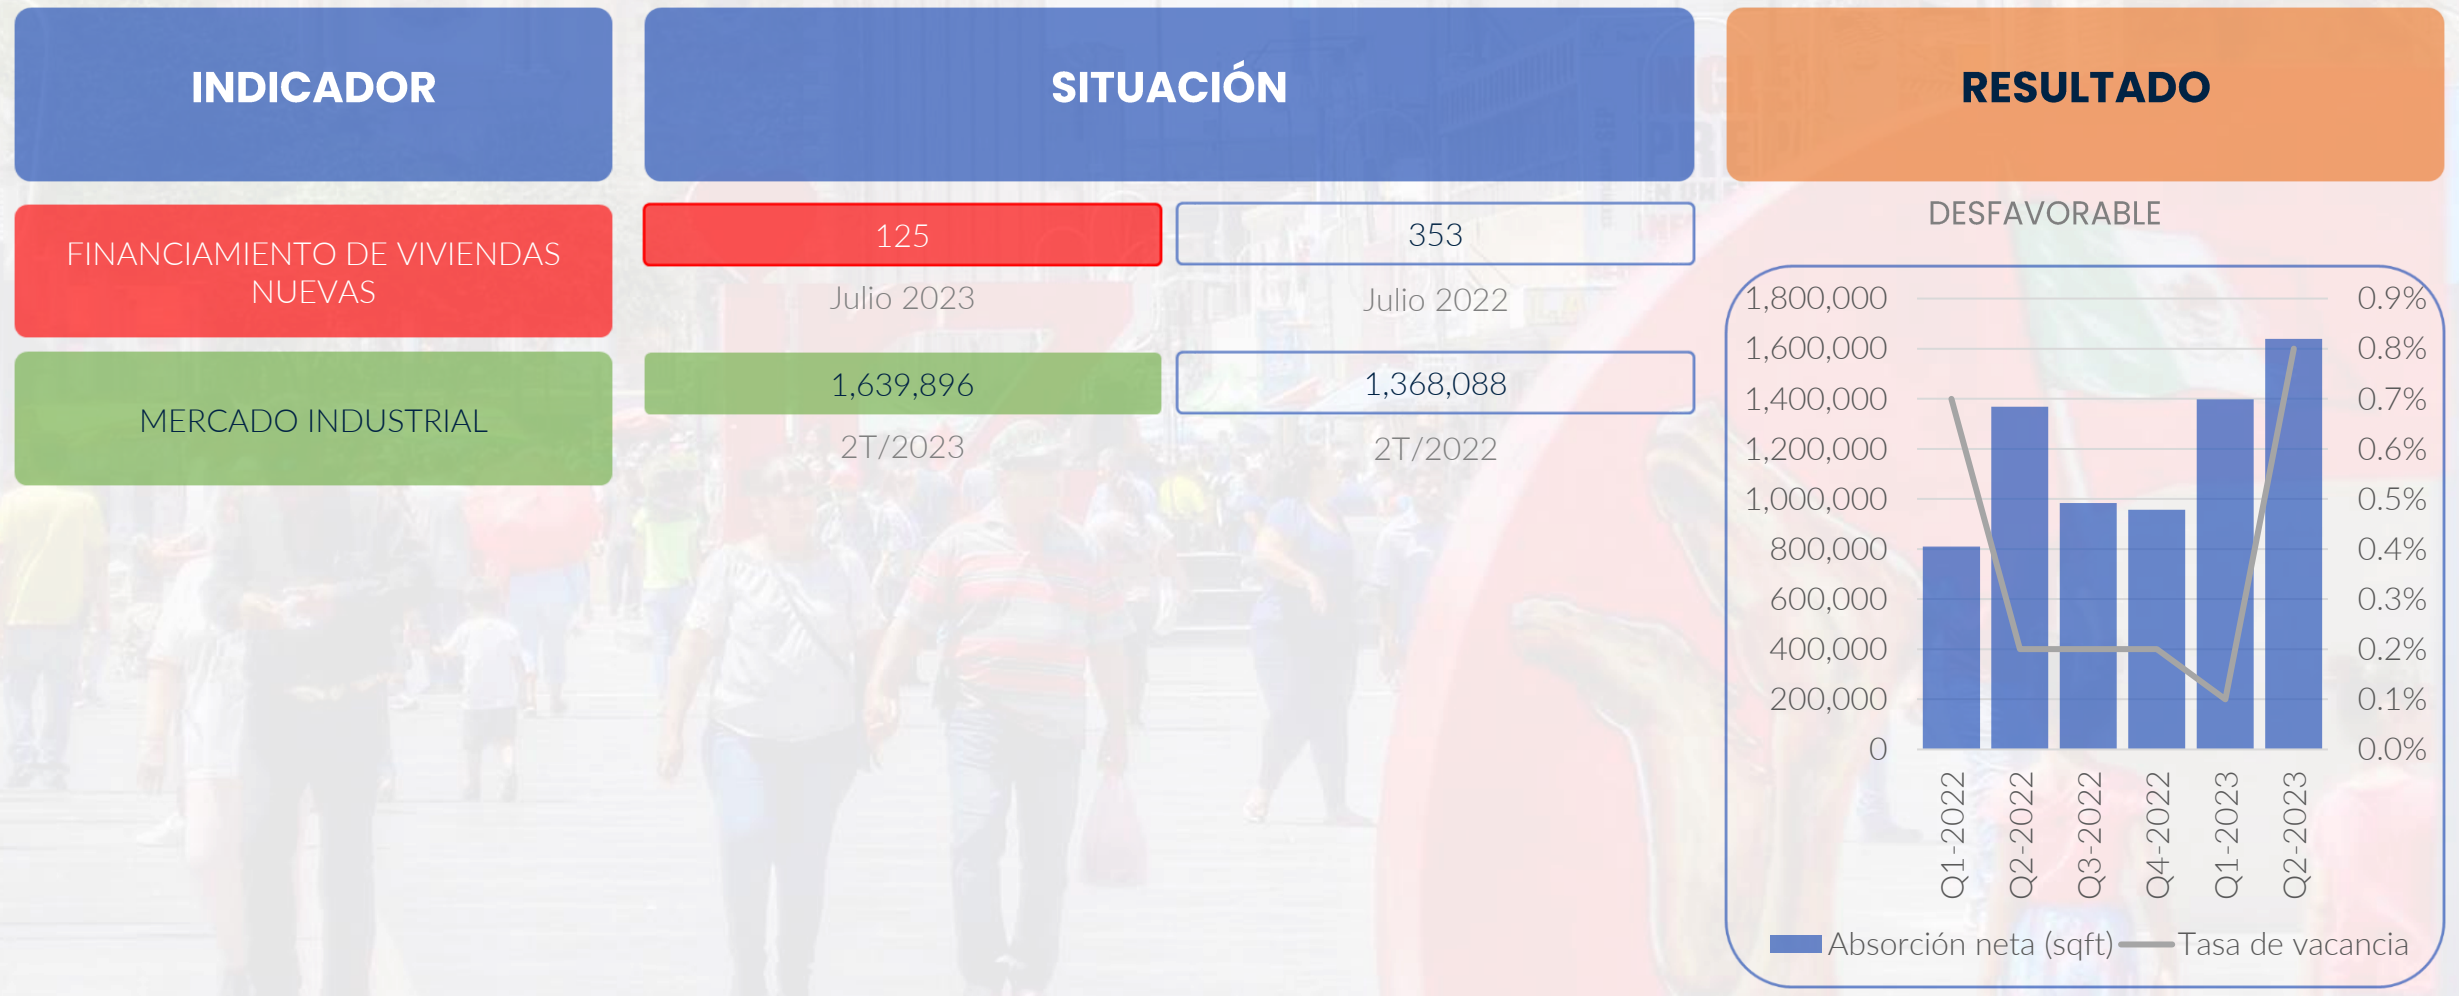 INDICADOR
SITUACIÓN
RESULTADO
FINANCIAMIENTO DE VIVIENDAS
NUEVAS
125
Julio 2023
353
Julio 2022
DESFAVORABLE
MERCADO INDUSTRIAL
1,639,896
2T/2023
1,368,088
2T/2022
1,800,000
1,600,000
1,400,000
1,200,000
1,000,000
800,000
600,000
400,000
200,000
0
0.9%
0.8%
0.7%
0.6%
0.5%
0.4%
0.3%
0.2%
0.1%
0.0%
Q1-2022
Q2-2022
Q3-2022
Q4-2022
Q1-2023
Q2-2023
Absorción neta (sqft)
Tasa de vacancia